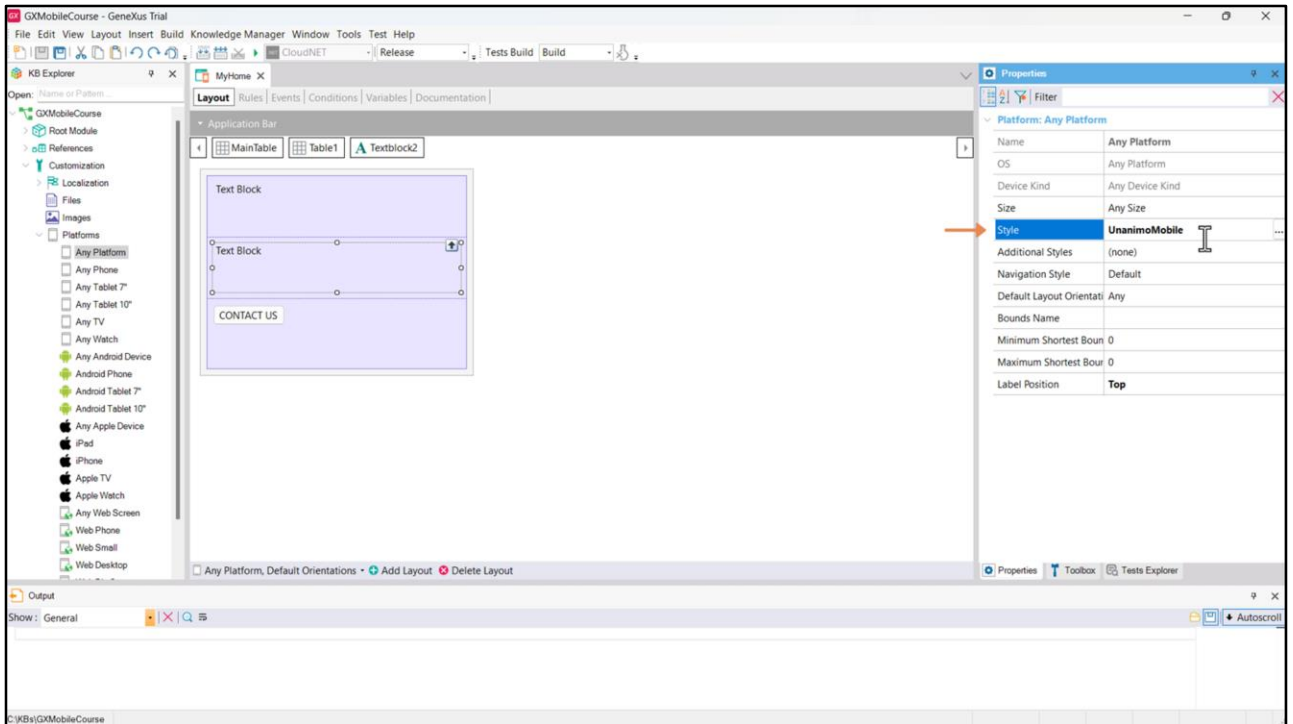 GX GXMobileCourse - GeneXus Trial
File Edit View Layout Insert Build Knowledge Manager Window Tools Test Help
CloudNET Release Tests Build Build
KB Explorer
Open: Name or Pattern...
GXMobileCourse
Root Module
References
Customization
Localization
Files
Images
Platforms
Any Platform
Any Phone
Any Tablet 7"
Any Tablet 10"
Any TV
Any Watch
Any Android Device
Android Phone
Android Tablet 7"
Android Tablet 10"
Any Apple Device
iPad
iPhone
Apple TV
Apple Watch
Any Web Screen
Web Phone
Web Small
Web Desktop
MyHome
Layout Rules Events Conditions Variables Documentation
Application Bar
MainTable Table1 A Textblock2
Text Block
Text Block
CONTACT US
Any Platform, Default Orientations Add Layout Delete Layout
Properties
Filter
Platform: Any Platform
Name Any Platform
OS Any Platform
Device Kind Any Device Kind
Size Any Size
Style UnanimoMobile ...
Additional Styles (none)
Navigation Style Default
Default Layout Orientati Any
Bounds Name
Minimum Shortest Boun 0
Maximum Shortest Bour 0
Label Position Top
Properties Toolbox Tests Explorer
Output
Show: General Autoscroll
C:\KBs\GXMobileCourse